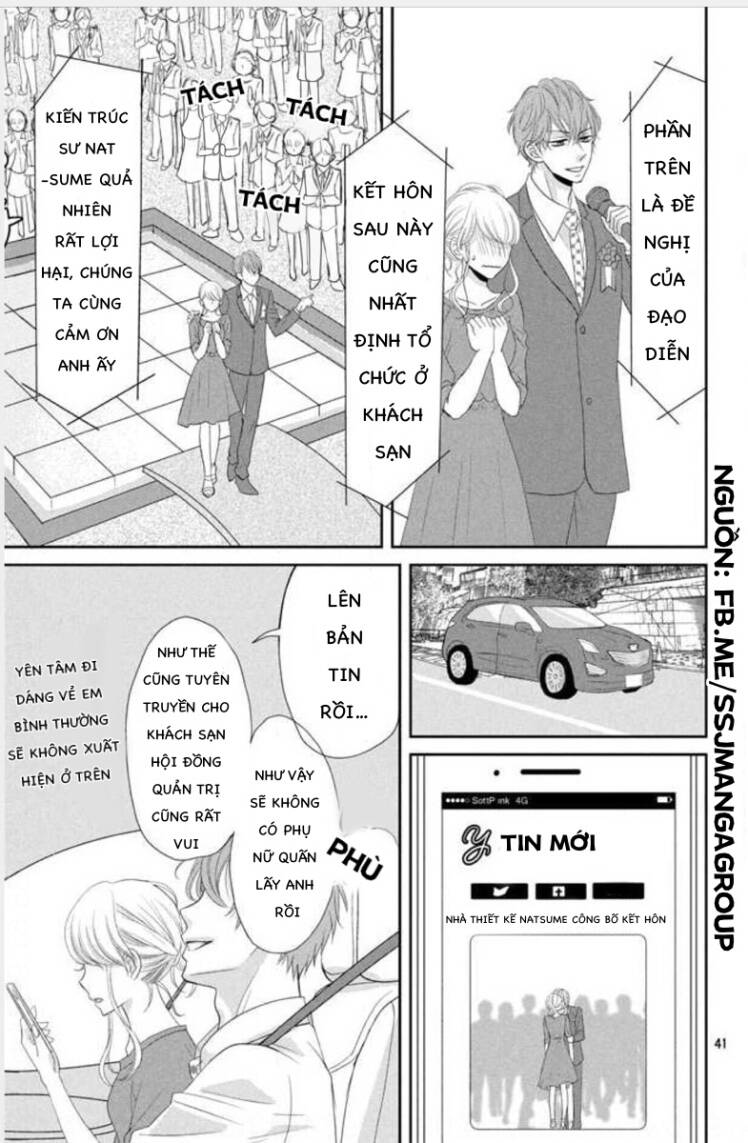 PHẦN
TRÊN
LÀ ĐỀ
NGHỊ
CỦA
ĐẠO
DIỄN
KẾT HÔN
SAU NÀY
CŨNG
NHẤT
ĐỊNH TỔ
CHỨC Ở
KHÁCH
SẠN
TÁCH
TÁCH
TÁCH
KIẾN TRÚC
SƯ NAT
-SUME QUẢ
NHIÊN
RẤT LỢI
HẠI, CHÚNG
TA CÙNG
CẢM ƠN
ANH ẤY
SoftP ink 4G
TIN MỚI
NHÀ THIẾT KẾ NATSUME CÔNG BỐ KẾT HÔN
LÊN
BẢN
TIN
RỒI...
NHƯ VẬY
SẼ KHÔNG
CÓ PHỤ
NỮ QUẤN
LẤY ANH
RỒI
PHÙ
NHƯ THẾ
CŨNG TUYÊN
TRUYỀN CHO
KHÁCH SẠN
HỘI ĐỒNG
QUẢN TRỊ
CŨNG RẤT
VUI
YÊN TÂM ĐI
DÁNG VẺ EM
BÌNH THƯỜNG
SẼ KHÔNG XUẤT
HIỆN Ở TRÊN
NGUỒN: FB.ME/SSJMANGAGROUP
41